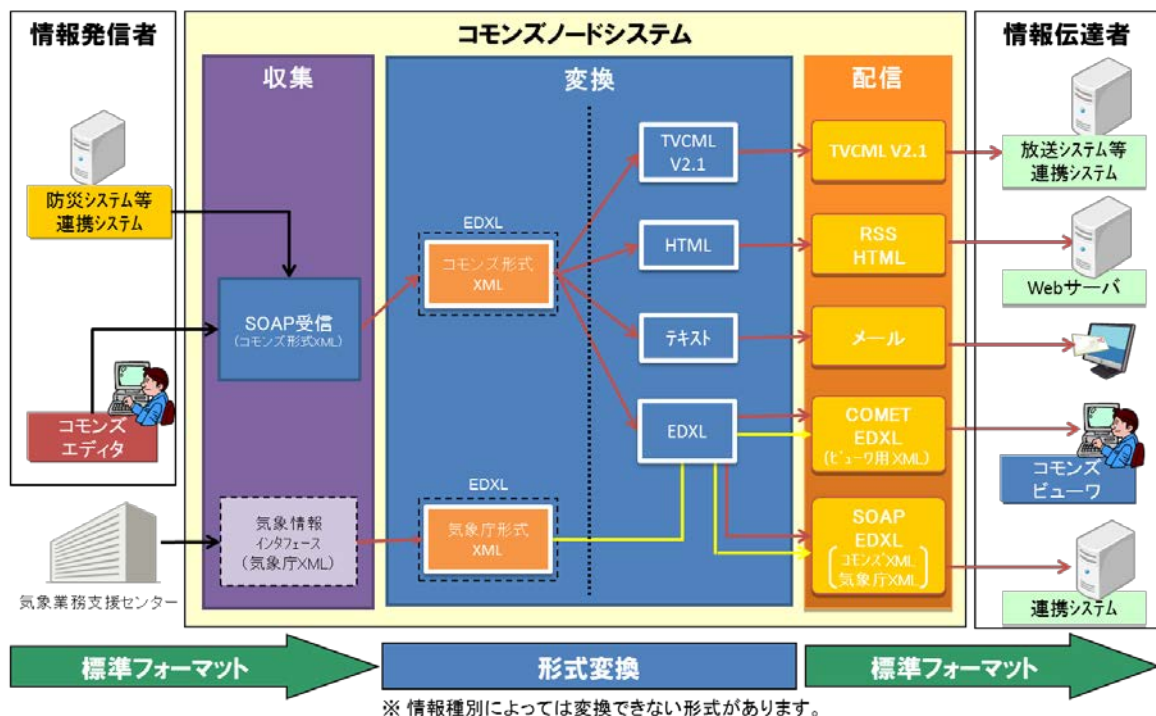 情報発信者
防災システム等
連携システム
コモンズ
エディタ
気象業務支援センター
コモンズノードシステム
収集
SOAP受信
(コモンズ形式XML)
気象情報
インタフェース
(気象庁XML)
変換
EDXL
コモンズ形式
XML
EDXL
気象庁形式
XML
TVCML
V2.1
HTML
テキスト
EDXL
配信
TVCML V2.1
RSS
HTML
メール
COMET
EDXL
(ビューワ用XML)
SOAP
EDXL
コモンズXML
気象庁XML
情報伝達者
放送システム等
連携システム
Webサーバ
コモンズ
ビューワ
連携システム
標準フォーマット
形式変換
標準フォーマット
※ 情報種別によっては変換できない形式があります。